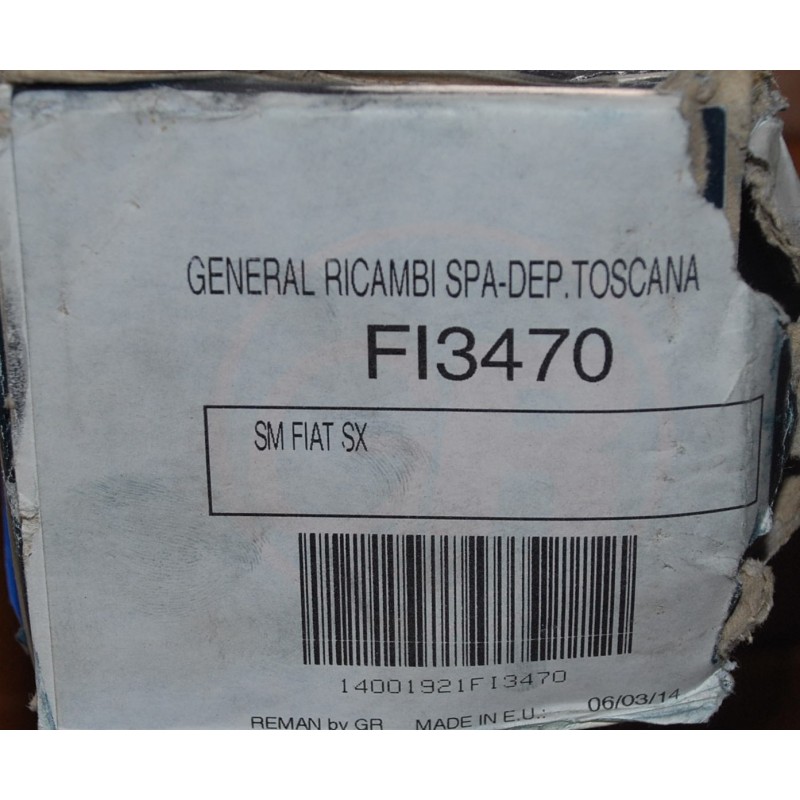 GENERAL RICAMBI SPA-DEP.TOSCANA
FI3470
SM FIAT SX
14001921FI3470
REMAN by GR MADE IN E.U.: 06/03/14